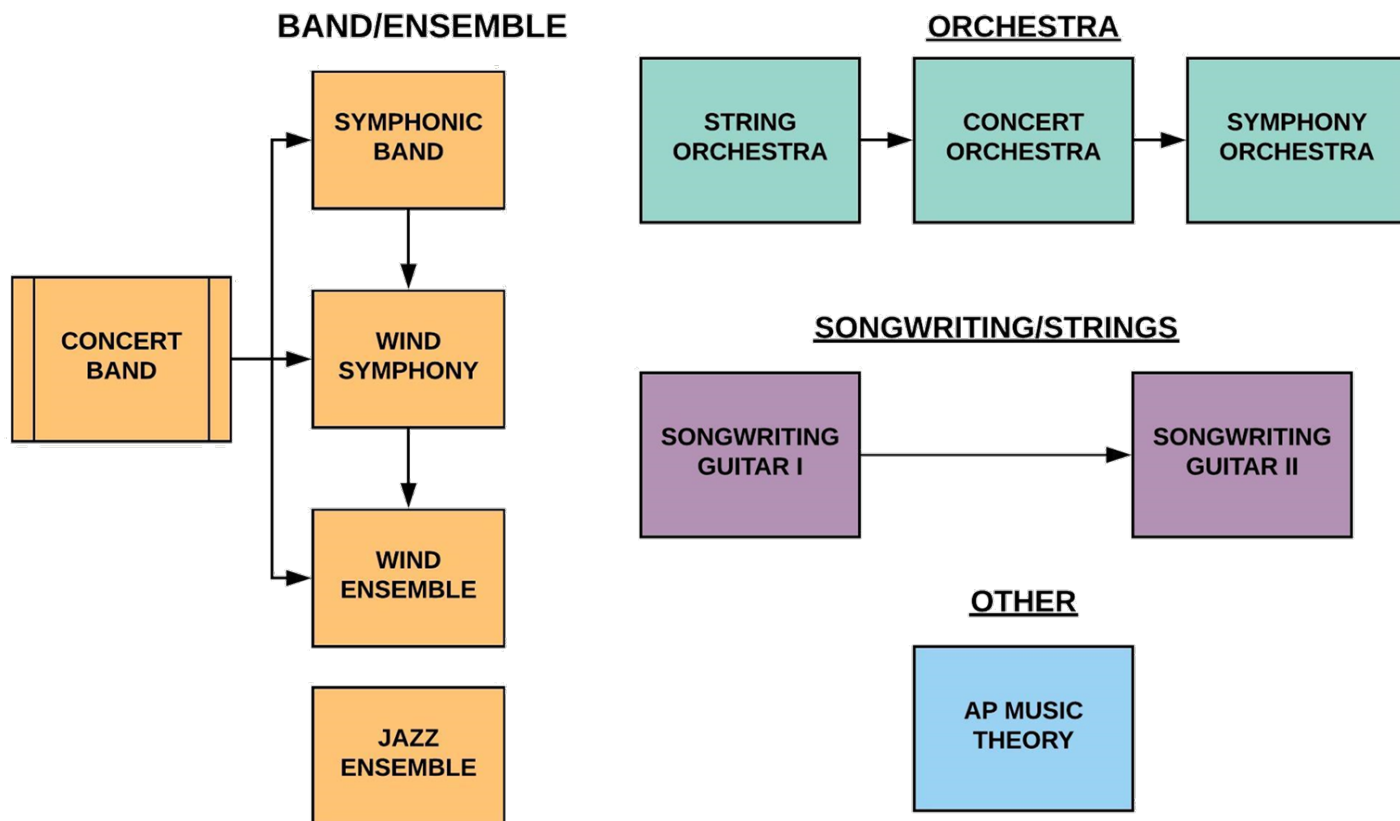 BAND/ENSEMBLE
SYMPHONIC
BAND
CONCERT
BAND
WIND
SYMPHONY
WIND
ENSEMBLE
JAZZ
ENSEMBLE
ORCHESTRA
STRING
ORCHESTRA
CONCERT
ORCHESTRA
SYMPHONY
ORCHESTRA
SONGWRITING/STRINGS
SONGWRITING
GUITAR I
SONGWRITING
GUITAR II
OTHER
AP MUSIC
THEORY